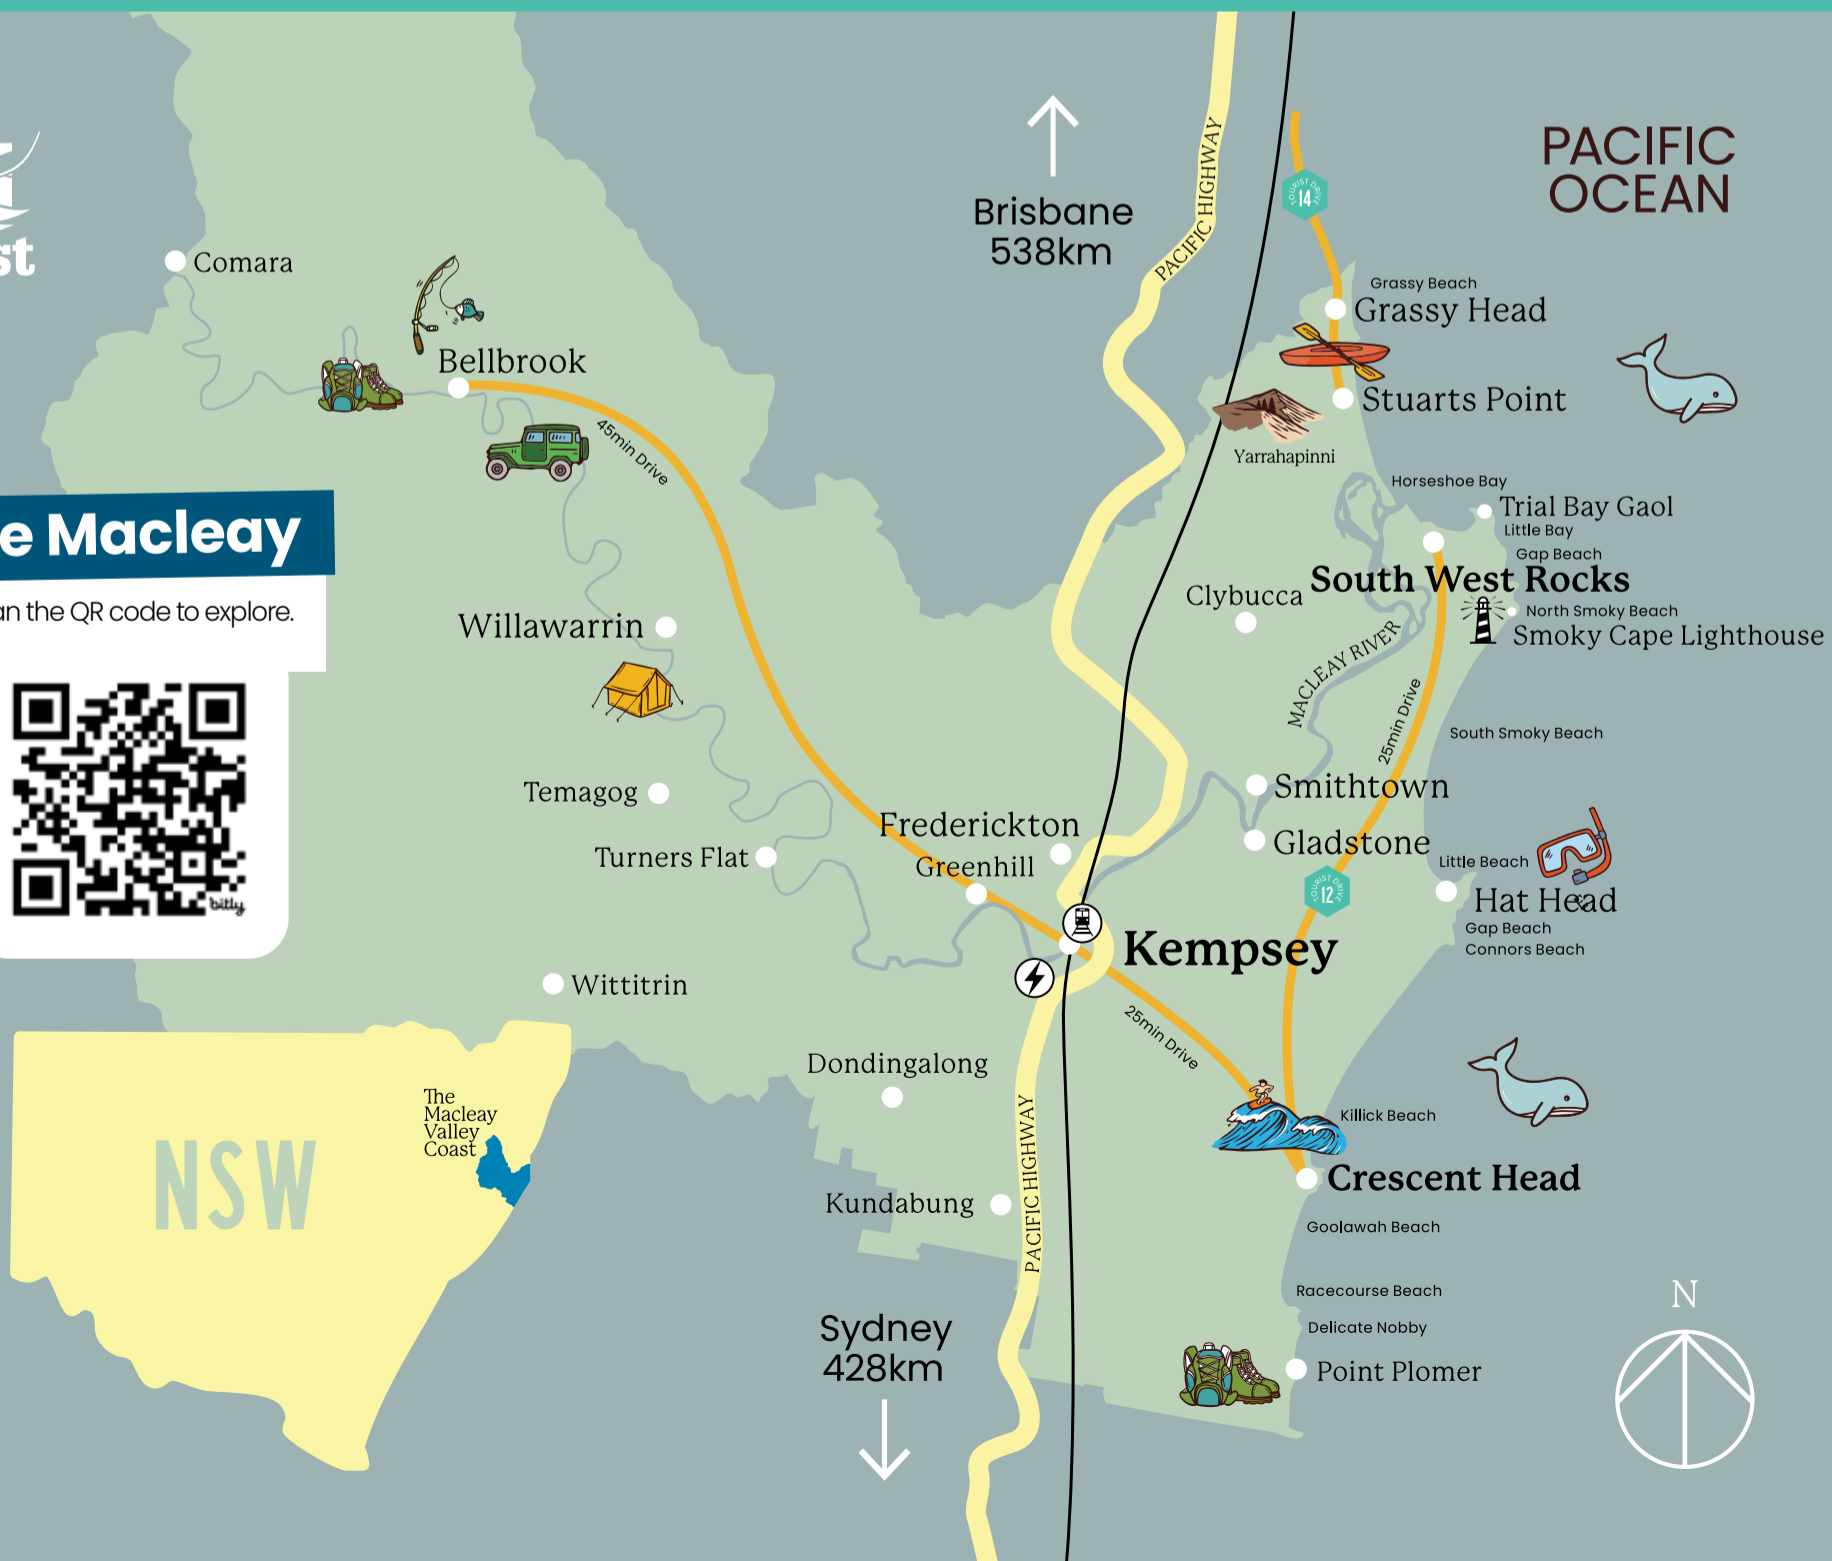 PACIFIC
OCEAN
PACIFIC HIGHWAY
TOURIST DRIVE
14
Brisbane
538km
st
Comara
Grassy Beach
Grassy Head
Bellbrook
Stuarts Point
45min Drive
Yarrahapinni
Horseshoe Bay
Trial Bay Gaol
Little Bay
Gap Beach
South West Rocks
e Macleay
an the QR code to explore.
bitly
Clybucca
North Smoky Beach
Smoky Cape Lighthouse
Willawarrin
MACLEAY RIVER
25min Drive
South Smoky Beach
Temagog
Smithtown
Frederickton
Gladstone
Turners Flat
Greenhill
Little Beach
TOURIST DRIVE
12
Hat Head
Gap Beach
Connors Beach
Kempsey
Wittitrin
25min Drive
Dondingalong
The
Macleay
Valley
Coast
NSW
Killick Beach
PACIFIC HIGHWAY
Crescent Head
Kundabung
Goolawah Beach
Racecourse Beach
Delicate Nobby
N
Sydney
428km
Point Plomer